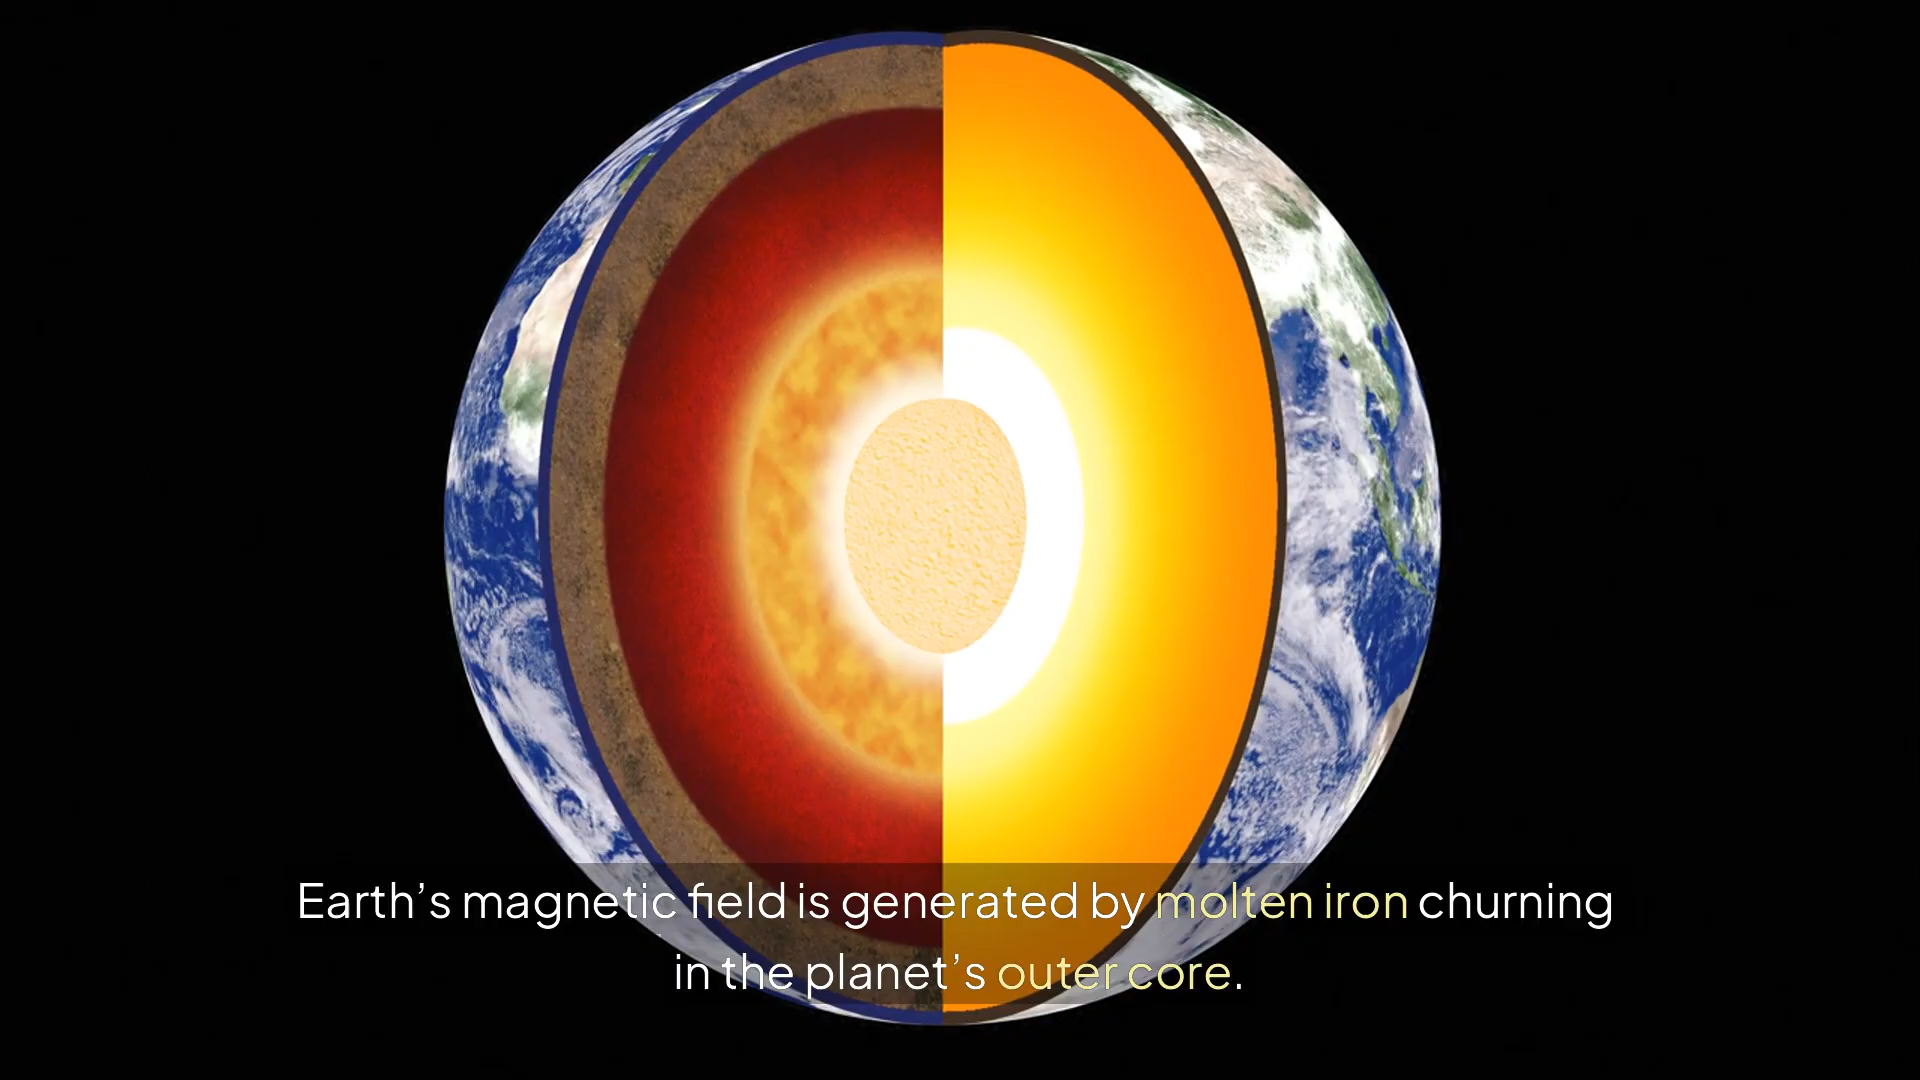 Earth’s magnetic field is generated by molten iron churning
in the planet’s outer core.